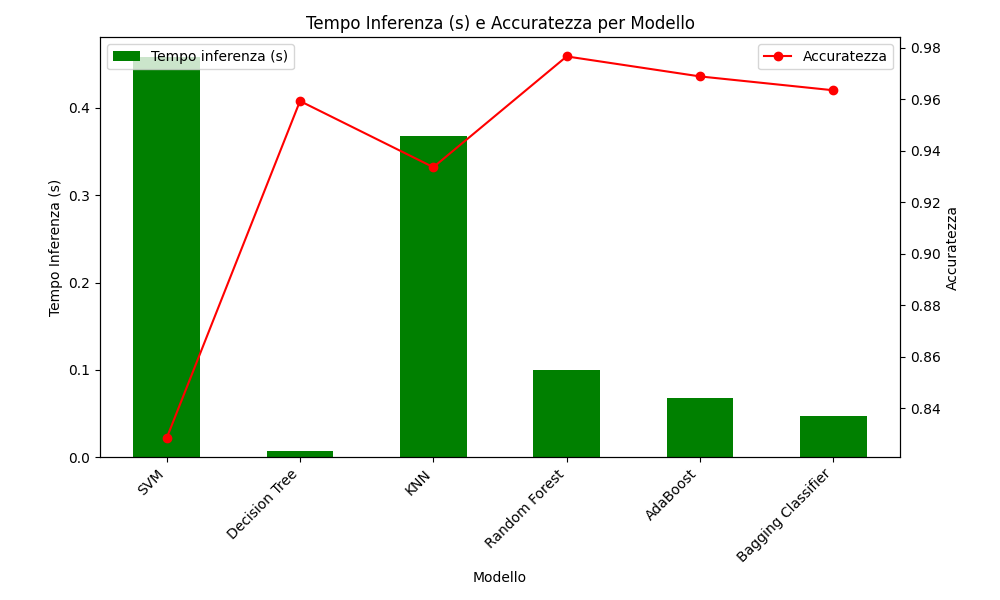 Tempo Inferenza (s) e Accuratezza per Modello
Tempo inferenza (s)
Accuratezza
Tempo Inferenza (s)
0.4
0.3
0.2
0.1
0.0
0.98
0.96
0.94
0.92
0.90
0.88
0.86
0.84
Accuratezza
SVM
Decision Tree
KNN
Random Forest
AdaBoost
Bagging Classifier
Modello